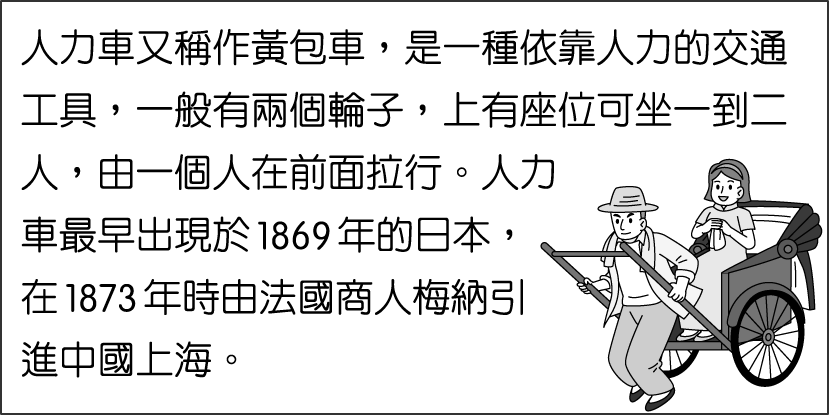 人力車又稱作黃包車，是一種依靠人力的交通
工具，一般有兩個輪子，上有座位可坐一到二
人，由一個人在前面拉行。人力
車最早出現於1869年的日本，
在1873年時由法國商人梅納引
進中國上海。